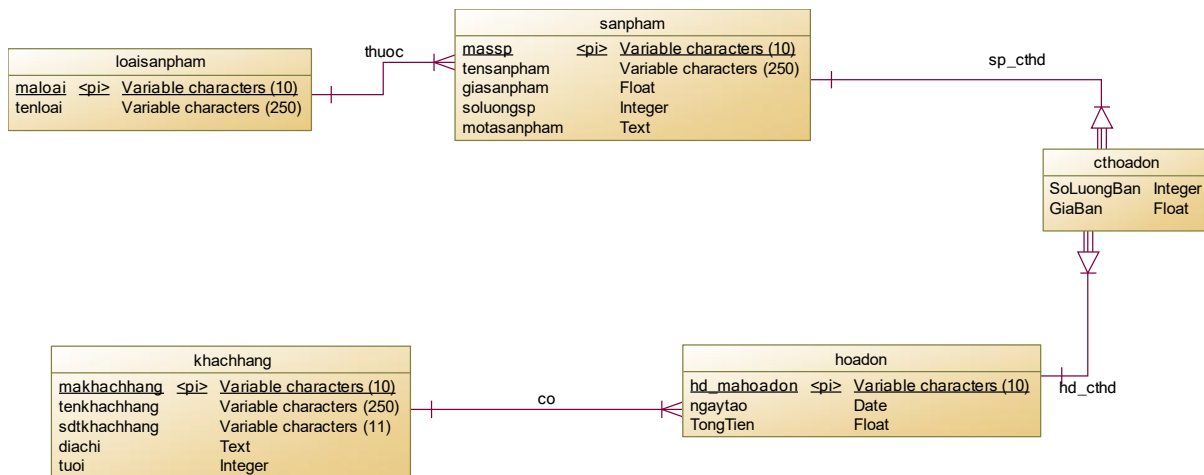 loaisanpham
maloai <pi> Variable characters (10)
tenloai Variable characters (250)
thuoc
sanpham
massp <pi> Variable characters (10)
tensanpham Variable characters (250)
giasanpham Float
soluongsp Integer
motasanpham Text
sp_cthd
cthoadon
SoLuongBan Integer
GiaBan Float
khachhang
makhachhang <pi> Variable characters (10)
tenkhachhang Variable characters (250)
sdtkhachhang Variable characters (11)
diachi Text
tuoi Integer
co
hoadon
hd_mahoadon <pi> Variable characters (10)
ngaytao Date
TongTien Float
hd_cthd